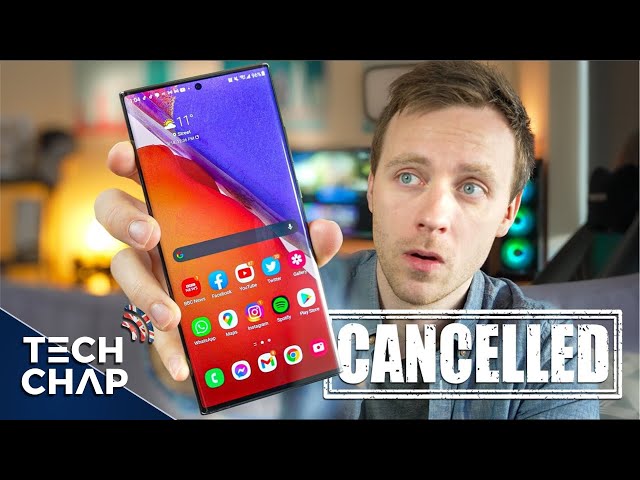 11°
BBC News
Facebook
YouTube
Twitter
Gallery
WhatsApp
Maps
Instagram
Spotify
Play Store
CANCELLED
TECH
CHAP